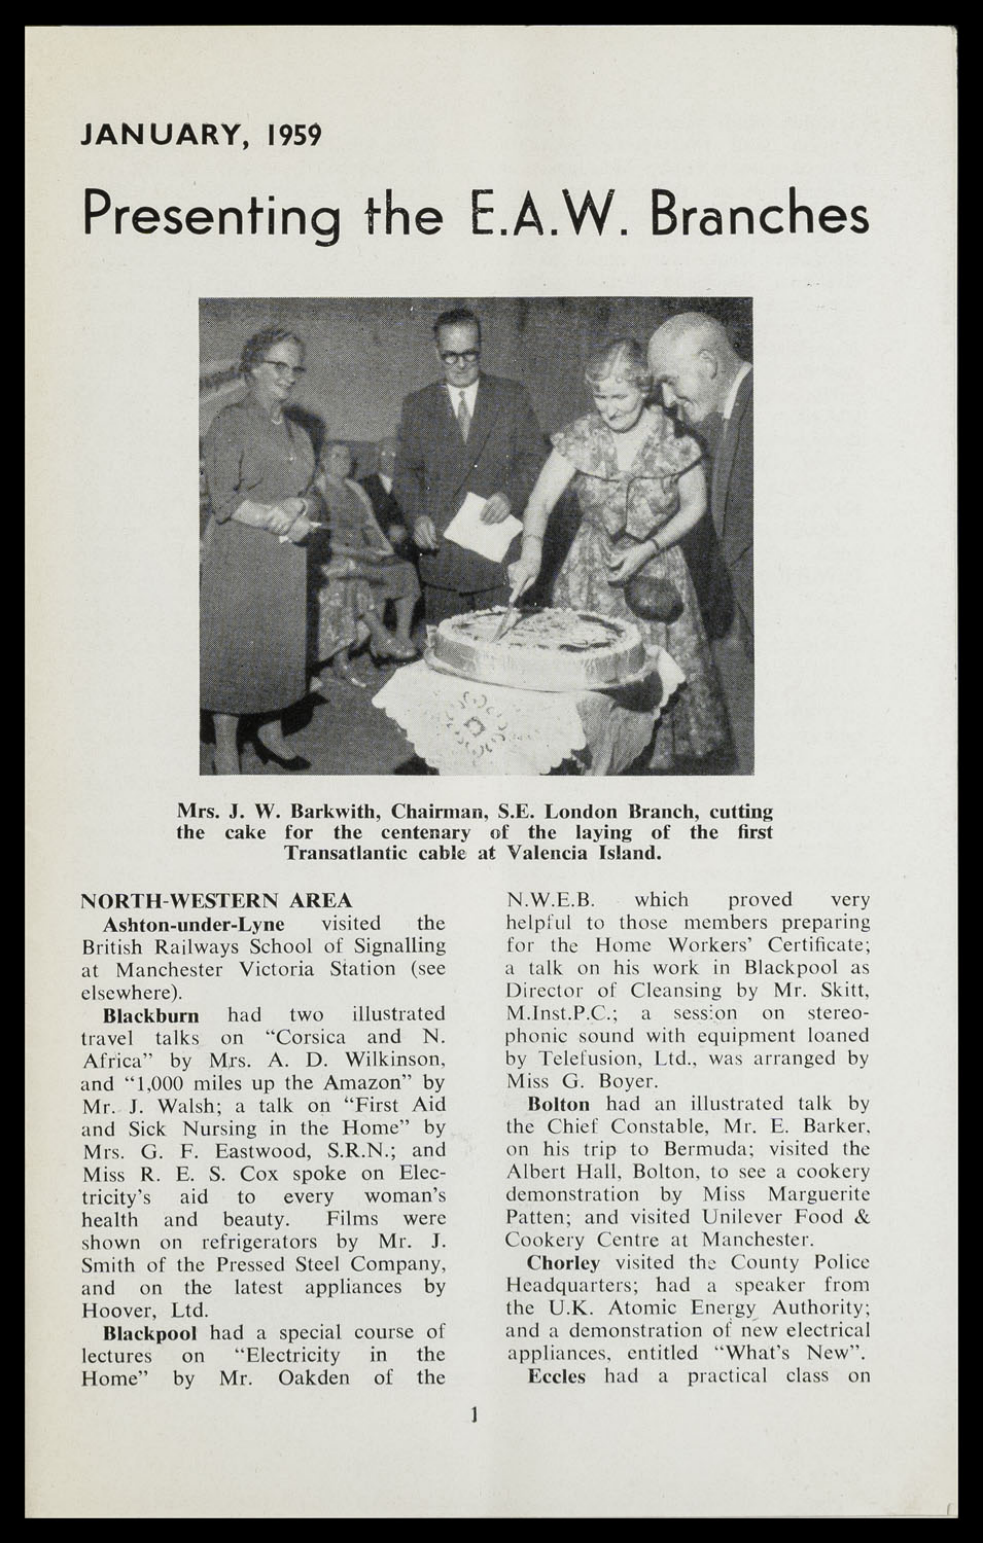 JANUARY, 1959
Presenting the E.A.W. Branches
Mrs. J. W. Barkwith, Chairman, S.E. London Branch, cutting
the cake for the centenary of the laying of the first
Transatlantic cable at Valencia Island.
NORTH-WESTERN AREA
Ashton-under-Lyne visited the
British Railways School of Signalling
at Manchester Victoria Station (see
elsewhere).
Blackburn had two illustrated
travel talks on “Corsica and N.
Africa” by Mrs. A. D. Wilkinson,
and “1,000 miles up the Amazon” by
Mr. J. Walsh; a talk on “First Aid
and Sick Nursing in the Home” by
Mrs. G. F. Eastwood, S.R.N.; and
Miss R. E. S. Cox spoke on Elec-
tricity's aid to every woman's
health and beauty. Films were
shown on refrigerators by Mr. J.
Smith of the Pressed Steel Company,
and on the latest appliances by
Hoover, Ltd.
Blackpool had a special course of
lectures on “Electricity in the
Home” by Mr. Oakden of the
N.W.E.B. which proved very
helpful to those members preparing
for the Home Workers' Certificate;
a talk on his work in Blackpool as
Director of Cleansing by Mr. Skitt,
M.Inst.P.C.; a session on stereo-
phonic sound with equipment loaned
by Telefusion, Ltd., was arranged by
Miss G. Boyer.
Bolton had an illustrated talk by
the Chief Constable, Mr. E. Barker,
on his trip to Bermuda; visited the
Albert Hall, Bolton, to see a cookery
demonstration by Miss Marguerite
Patten; and visited Unilever Food &
Cookery Centre at Manchester.
Chorley visited the County Police
Headquarters; had a speaker from
the U.K. Atomic Energy Authority;
and a demonstration of new electrical
appliances, entitled “What's New”.
Eccles had a practical class on
1